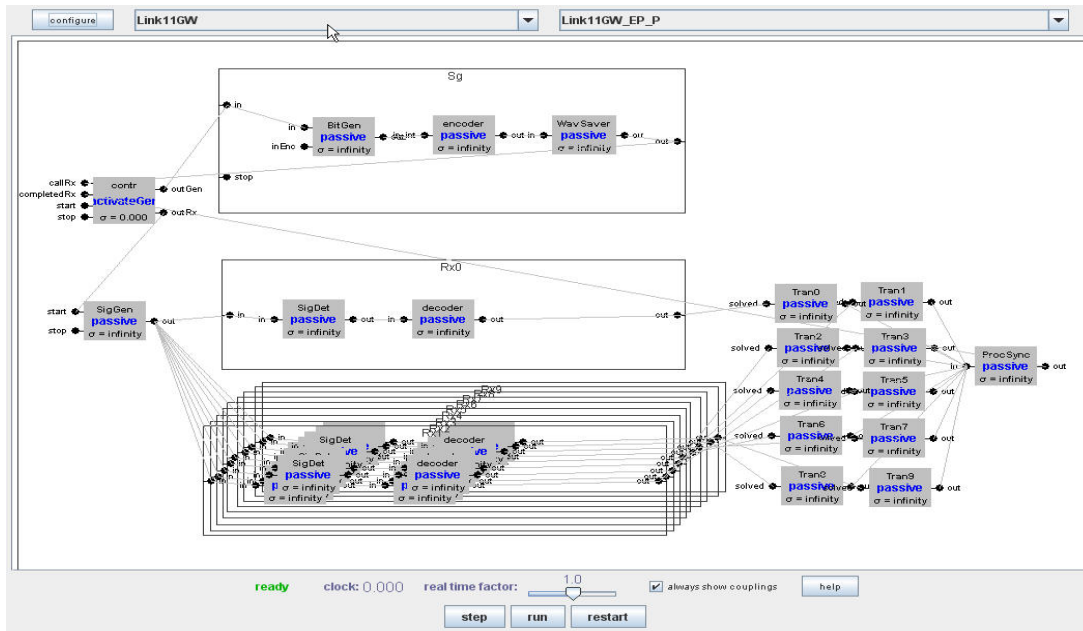 configure Link11GW Link11GW_EP_P
Sg
in
in BitGen passive σ = infinity
inEnc
encoder passive σ = infinity
out in WavSaver passive σ = infinity
out
stop
callRx
completedRx
start
stop
contr
σ = 0.000
outGen
outRx
Rx0
start
stop
SigGen passive σ = infinity
out
in
in SigDet passive σ = infinity out
in decoder passive σ = infinity out
out
Rx9
SigDet
decoder
in SigDet passive σ = infinity
decoder passive σ = infinity out
solved Tran0 passive σ = infinity
Tran1 passive σ = infinity out
solved Tran2 passive σ = infinity
Tran3 passive σ = infinity out
solved Tran4 passive σ = infinity
Tran5 passive σ = infinity out
solved Tran6 passive σ = infinity
Tran7 passive σ = infinity out
solved passive σ = infinity
Tran9 passive σ = infinity out
in ProcSync passive σ = infinity out
ready clock: 0.000 real time factor: 1.0 always show couplings help
step run restart